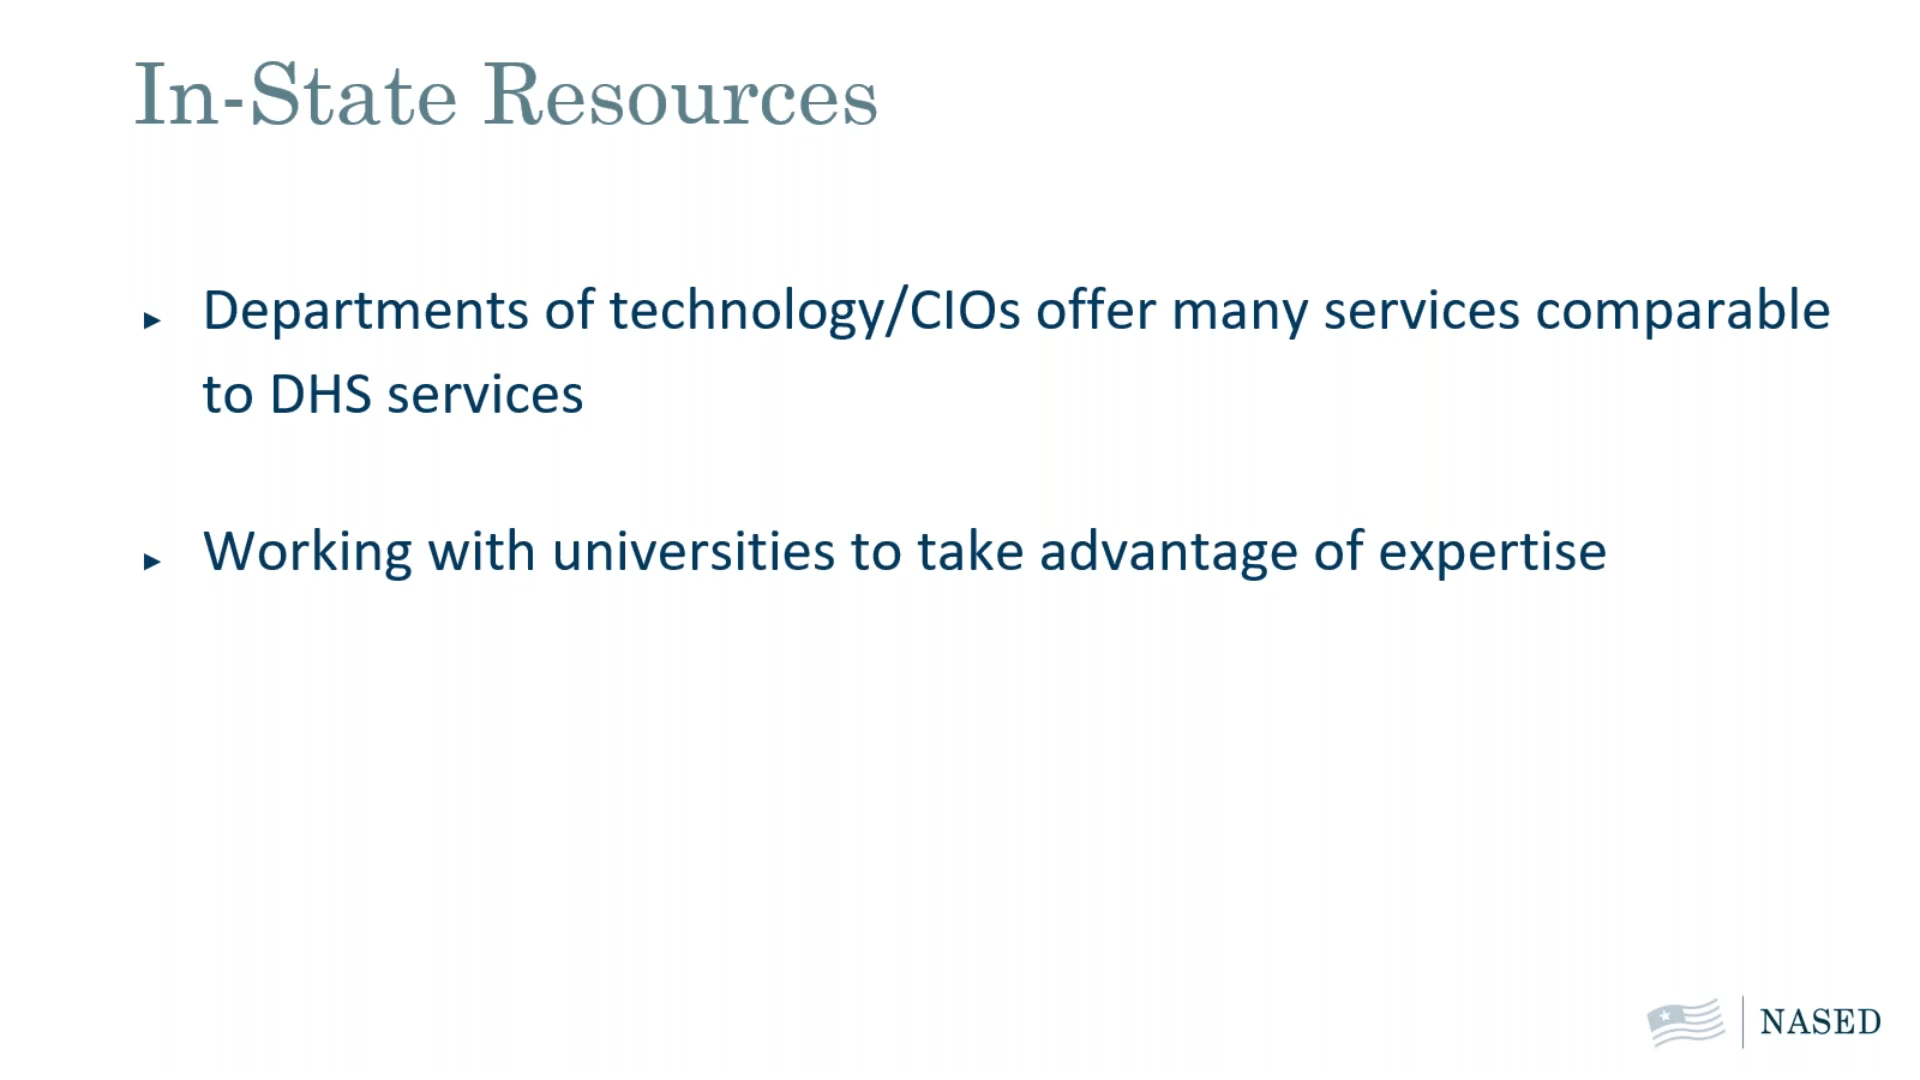 In-State Resources
► Departments of technology/CIOs offer many services comparable
to DHS services
► Working with universities to take advantage of expertise
NASED